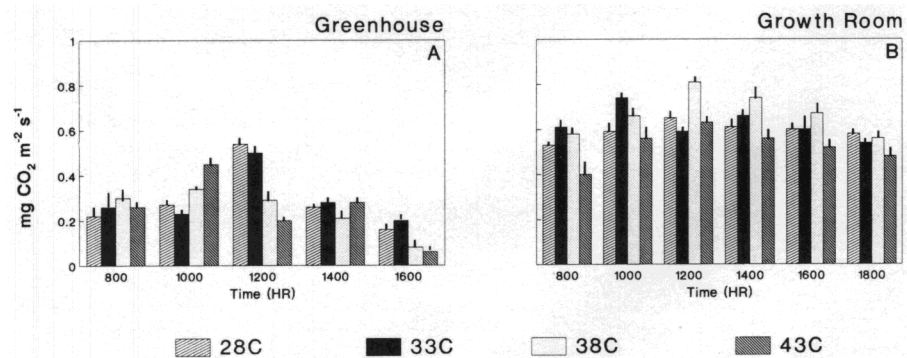 Greenhouse
Growth Room
A
B
1
0.8
0.6
0.4
0.2
0
mg CO₂ m⁻² s⁻¹
800 1000 1200 1400 1600
Time (HR)
800 1000 1200 1400 1600 1800
Time (HR)
28C 33C 38C 43C